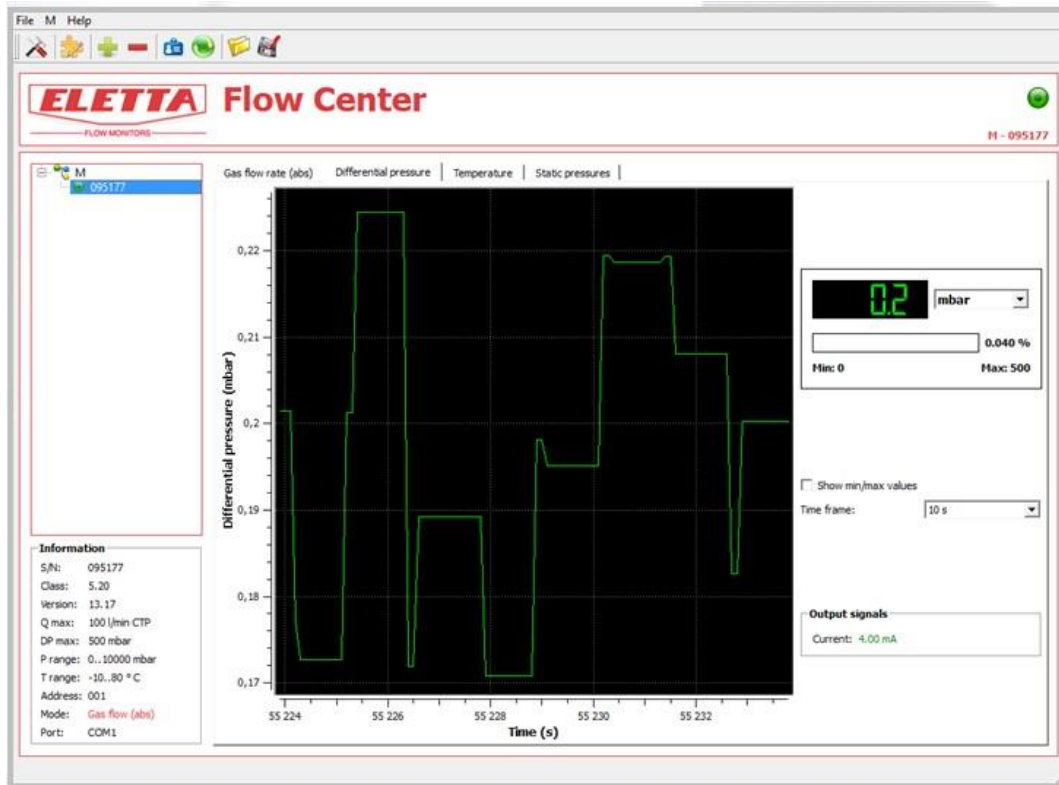 File M Help
ELETTA
FLOW MONITORS
Flow Center
M - 095177
M
095177
Gas flow rate (abs) Differential pressure Temperature Static pressures
Differential pressure (mbar)
0,22
0,21
0,2
0,19
0,18
0,17
55 224 55 226 55 228 55 230 55 232
Time (s)
0.2 mbar
0.040 %
Min: 0 Max: 500
Show min/max values
Time frame: 10 s
Output signals
Current: 4.00 mA
Information
S/N: 095177
Class: 5.20
Version: 13.17
Q max: 100 l/min CTP
DP max: 500 mbar
P range: 0..10000 mbar
T range: -10..80 ° C
Address: 001
Mode: Gas flow (abs)
Port: COM1